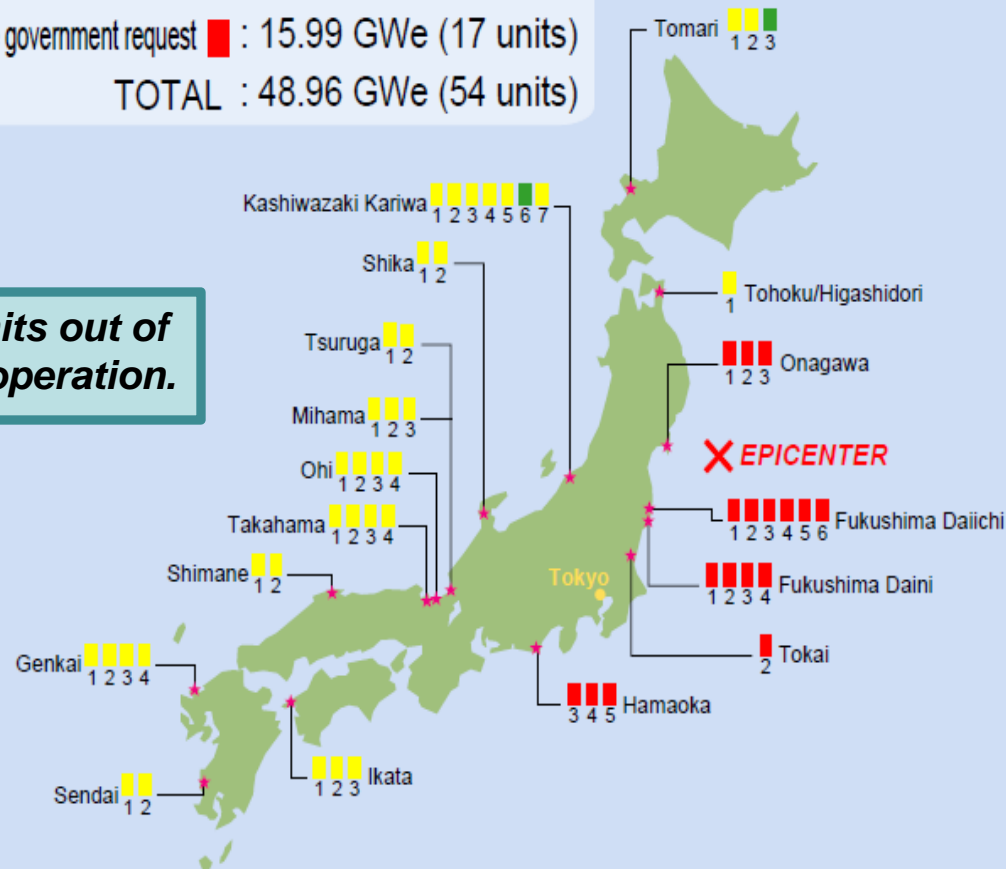 government request : 15.99 GWe (17 units)
TOTAL : 48.96 GWe (54 units)
Tomari
1 2 3
Kashiwazaki Kariwa
1 2 3 4 5 6 7
Shika
1 2
1
Tohoku/Higashidori
its out of
operation.
Tsuruga
1 2
1 2 3
Onagawa
Mihama
1 2 3
EPICENTER
Ohi
1 2 3 4
Takahama
1 2 3 4
1 2 3 4 5 6
Fukushima Daiichi
Shimane
1 2
Tokyo
1 2 3 4
Fukushima Daini
Genkai
1 2 3 4
2
Tokai
3 4 5
Hamaoka
Sendai
1 2
1 2 3
Ikata